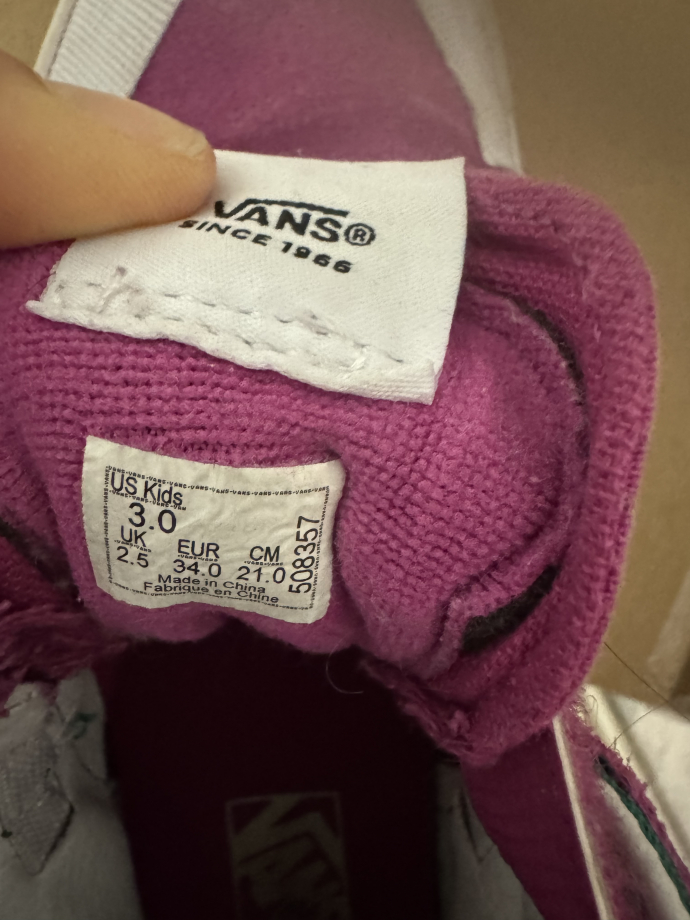 VANS®
SINCE 1966
US Kids
3.0
UK EUR CM
2.5 34.0 21.0
508357
Made in China
Fabriqué en Chine
VANS